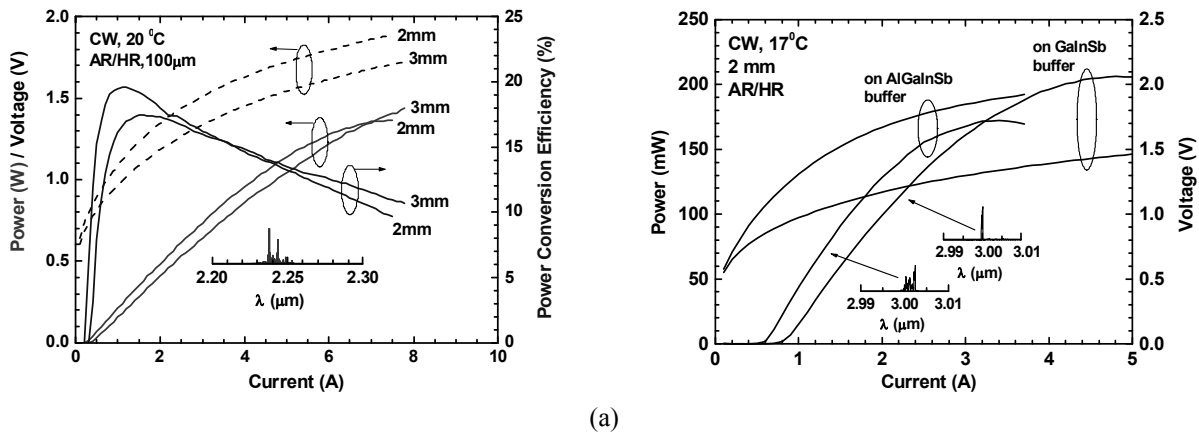 CW, 20 ⁰C
AR/HR,100μm
2mm
3mm
3mm
2mm
3mm
2mm
Power (W) / Voltage (V)
2.0
1.5
1.0
0.5
0.0
0
2
4
6
8
10
Current (A)
25
20
15
10
5
0
Power Conversion Efficiency (%)
2.20
2.25
2.30
λ (μm)
CW, 17⁰C
2 mm
AR/HR
on AlGaInSb
buffer
on GaInSb
buffer
Power (mW)
250
200
150
100
50
0
0
1
2
3
4
5
Current (A)
2.5
2.0
1.5
1.0
0.5
0.0
Voltage (V)
2.99
3.00
3.01
λ (μm)
2.99
3.00
3.01
λ (μm)
(a)